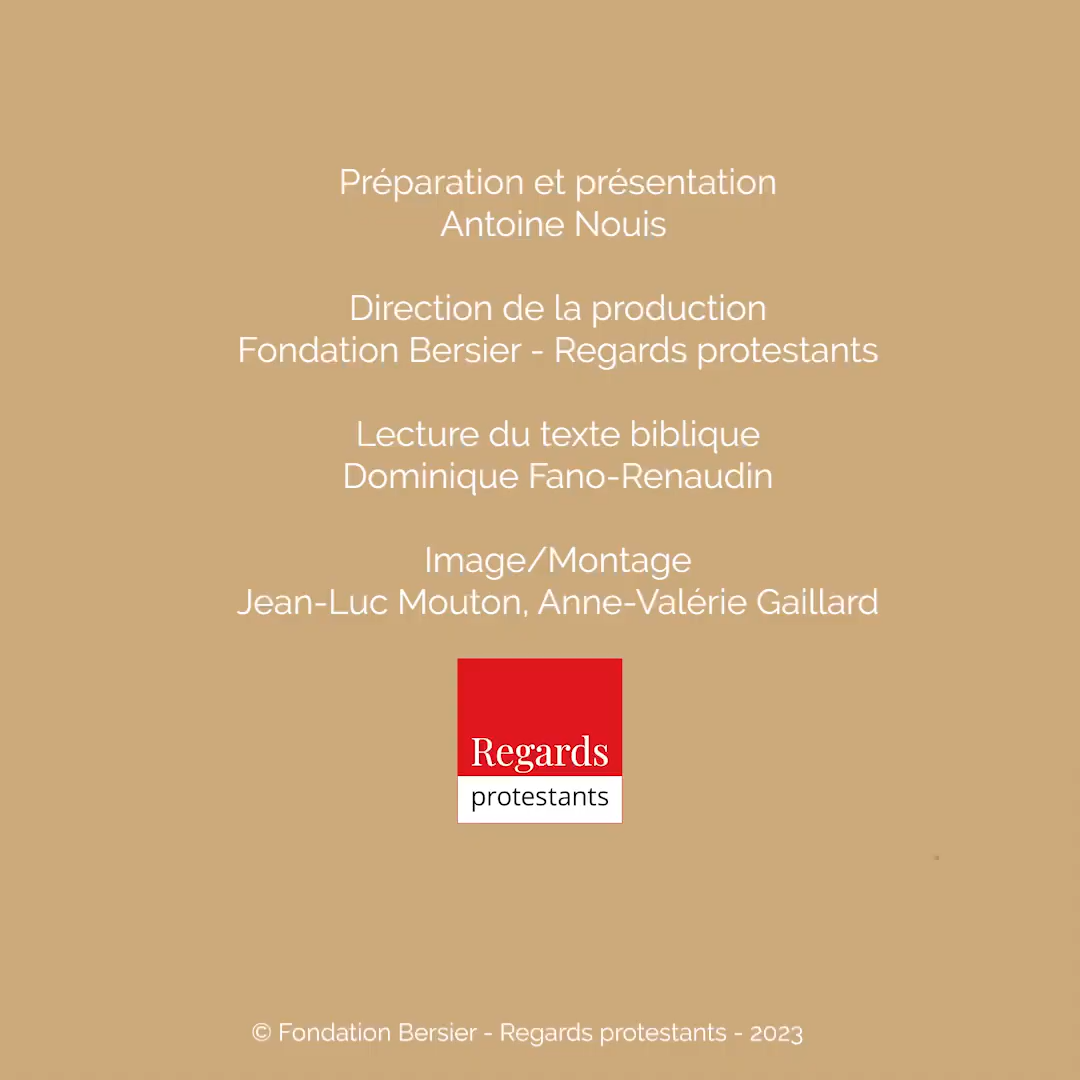 Préparation et présentation
Antoine Nouis
Direction de la production
Fondation Bersier - Regards protestants
Lecture du texte biblique
Dominique Fano-Renaudin
Image/Montage
Jean-Luc Mouton, Anne-Valérie Gaillard
Regards
protestants
© Fondation Bersier - Regards protestants - 2023